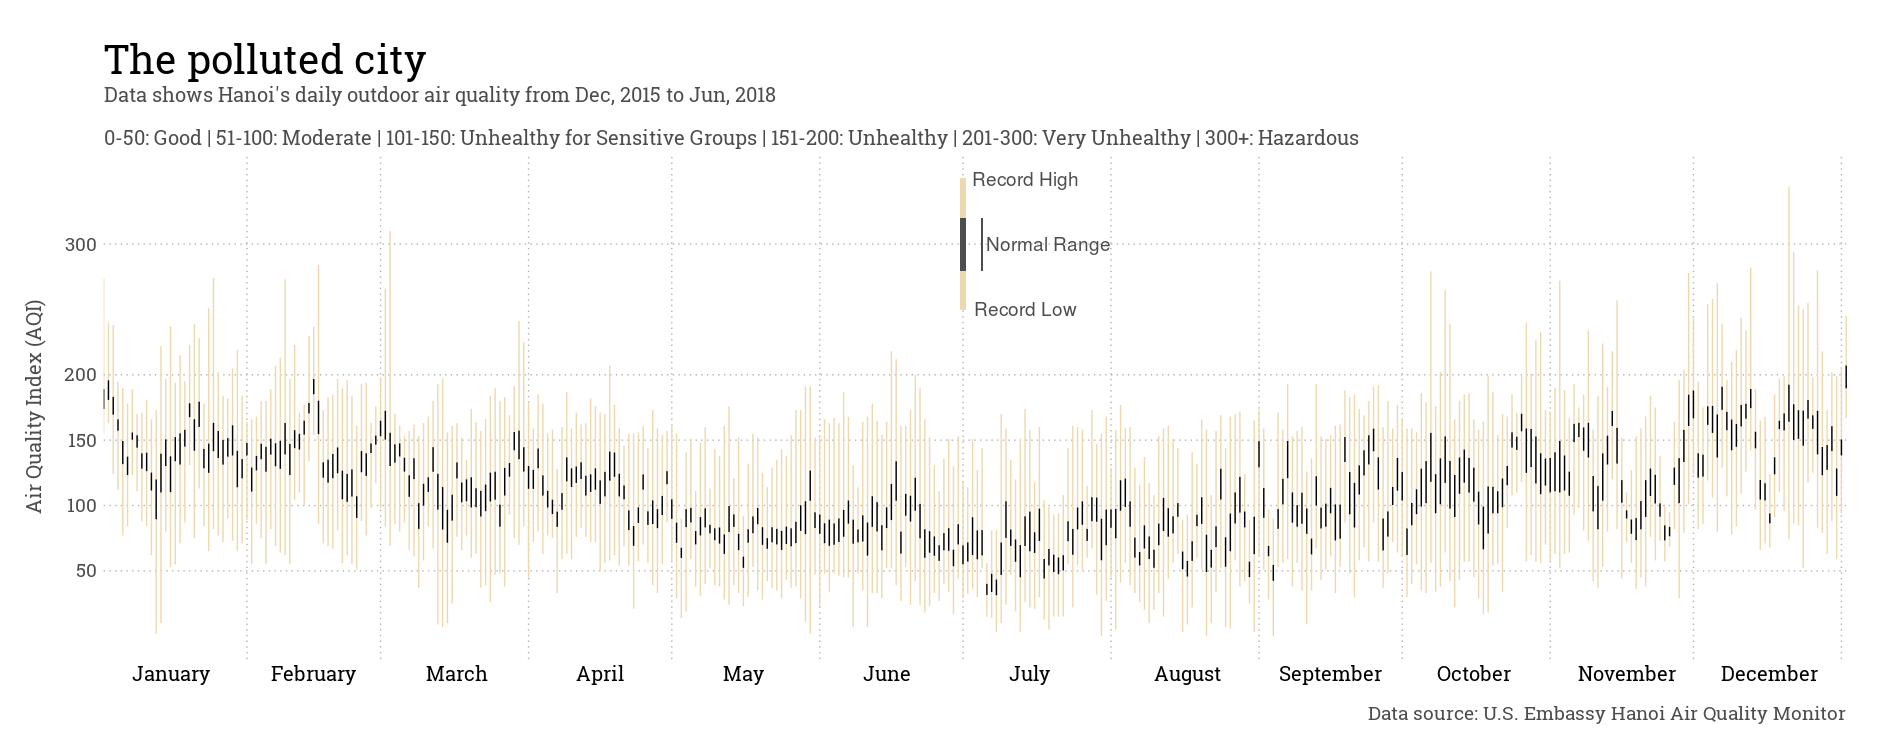 The polluted city
Data shows Hanoi's daily outdoor air quality from Dec, 2015 to Jun, 2018
0-50: Good | 51-100: Moderate | 101-150: Unhealthy for Sensitive Groups | 151-200: Unhealthy | 201-300: Very Unhealthy | 300+: Hazardous
Record High
Normal Range
Record Low
Air Quality Index (AQI)
300
200
150
100
50
January February March April May June July August September October November December
Data source: U.S. Embassy Hanoi Air Quality Monitor